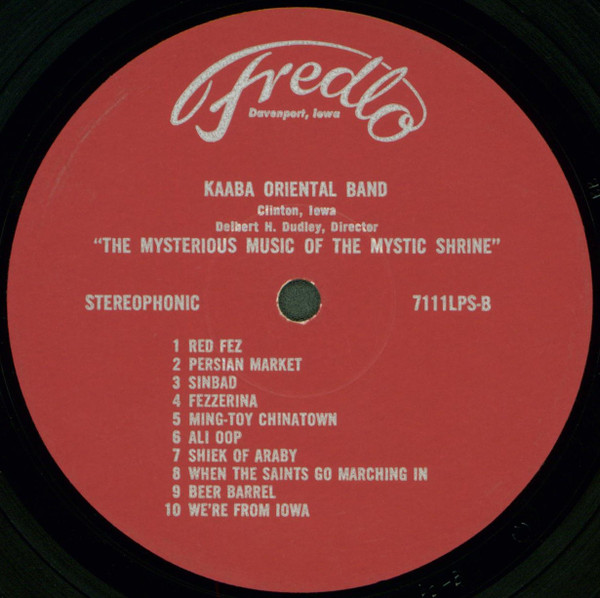 Fredlo
Davenport, Iowa
KAABA ORIENTAL BAND
Clinton, Iowa
Delbert H. Dudley, Director
“THE MYSTERIOUS MUSIC OF THE MYSTIC SHRINE”
STEREOPHONIC 7111LPS-B
1 RED FEZ
2 PERSIAN MARKET
3 SINBAD
4 FEZZERINA
5 MING-TOY CHINATOWN
6 ALI OOP
7 SHIEK OF ARABY
8 WHEN THE SAINTS GO MARCHING IN
9 BEER BARREL
10 WE'RE FROM IOWA